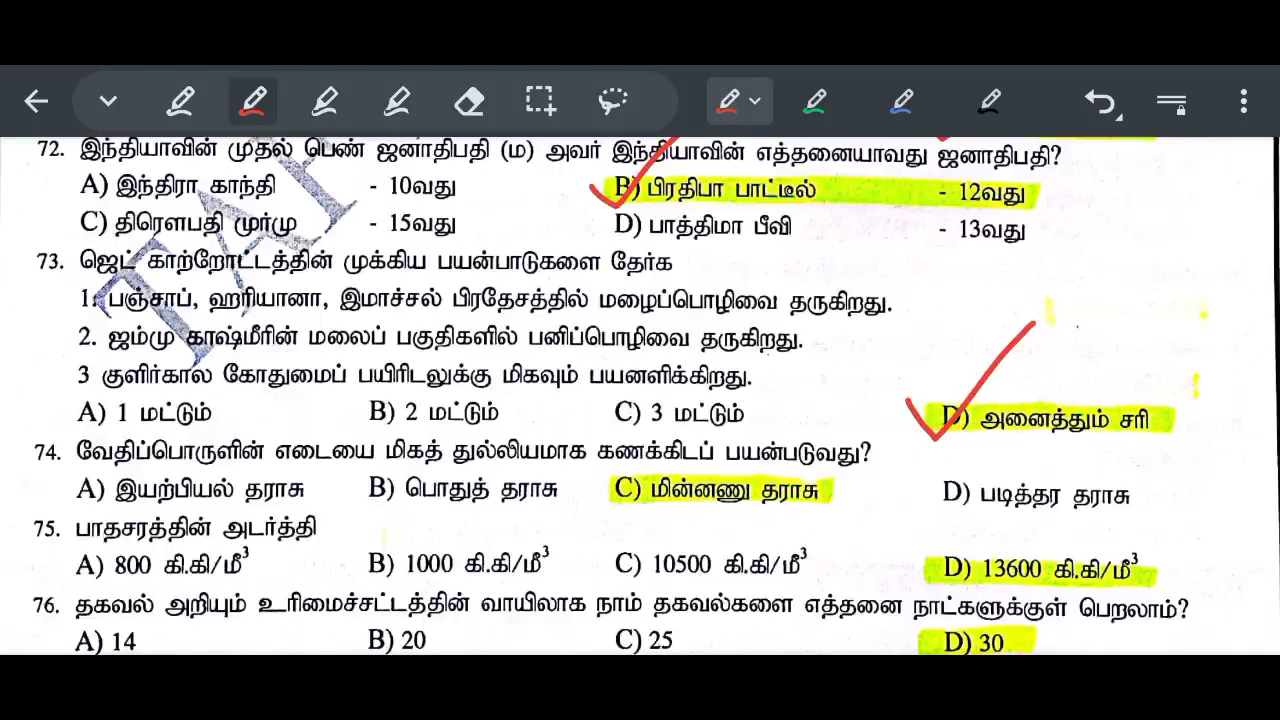 72. இந்தியாவின் முதல் பெண் ஜனாதிபதி (ம) அவர் இந்தியாவின் எத்தனையாவது ஜனாதிபதி?
A) இந்திரா காந்தி - 10வது B) பிரதிபா பாட்டீல் - 12வது
C) திரௌபதி முர்மு - 15வது D) பாத்திமா பீவி - 13வது
73. ஜெட் காற்றோட்டத்தின் முக்கிய பயன்பாடுகளை தேர்க
1. பஞ்சாப், ஹரியானா, இமாச்சல் பிரதேசத்தில் மழைப்பொழிவை தருகிறது.
2. ஜம்மு காஷ்மீரின் மலைப் பகுதிகளில் பனிப்பொழிவை தருகிறது.
3 குளிர்கால கோதுமைப் பயிரிடலுக்கு மிகவும் பயனளிக்கிறது.
A) 1 மட்டும் B) 2 மட்டும் C) 3 மட்டும் D) அனைத்தும் சரி
74. வேதிப்பொருளின் எடையை மிகத் துல்லியமாக கணக்கிடப் பயன்படுவது?
A) இயற்பியல் தராசு B) பொதுத் தராசு C) மின்னணு தராசு D) படித்தர தராசு
75. பாதசரத்தின் அடர்த்தி
A) 800 கி.கி/மீ³ B) 1000 கி.கி/மீ³ C) 10500 கி.கி/மீ³ D) 13600 கி.கி/மீ³
76. தகவல் அறியும் உரிமைச்சட்டத்தின் வாயிலாக நாம் தகவல்களை எத்தனை நாட்களுக்குள் பெறலாம்?
A) 14 B) 20 C) 25 D) 30